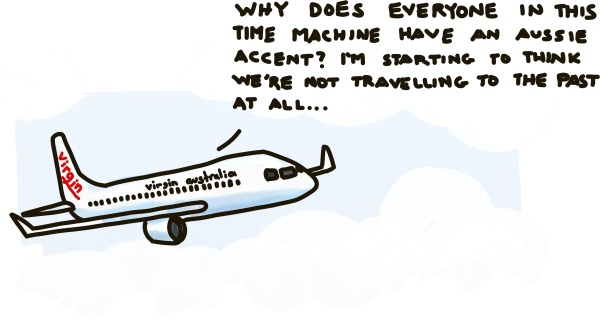 WHY DOES EVERYONE IN THIS
TIME MACHINE HAVE AN AUSSIE
ACCENT? I'M STARTING TO THINK
WE'RE NOT TRAVELLING TO THE PAST
AT ALL...
virgin
virgin australia